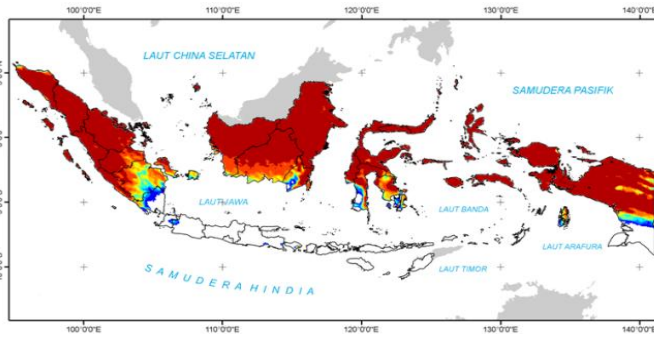 100°0'0"E 110°0'0"E 120°0'0"E 130°0'0"E 140°0'0"E
LAUT CHINA SELATAN
SAMUDERA PASIFIK
LAUT JAWA
LAUT BANDA
LAUT ARAFURA
LAUT TIMOR
SAMUDERA HINDIA
100°0'0"E 110°0'0"E 120°0'0"E 130°0'0"E 140°0'0"E